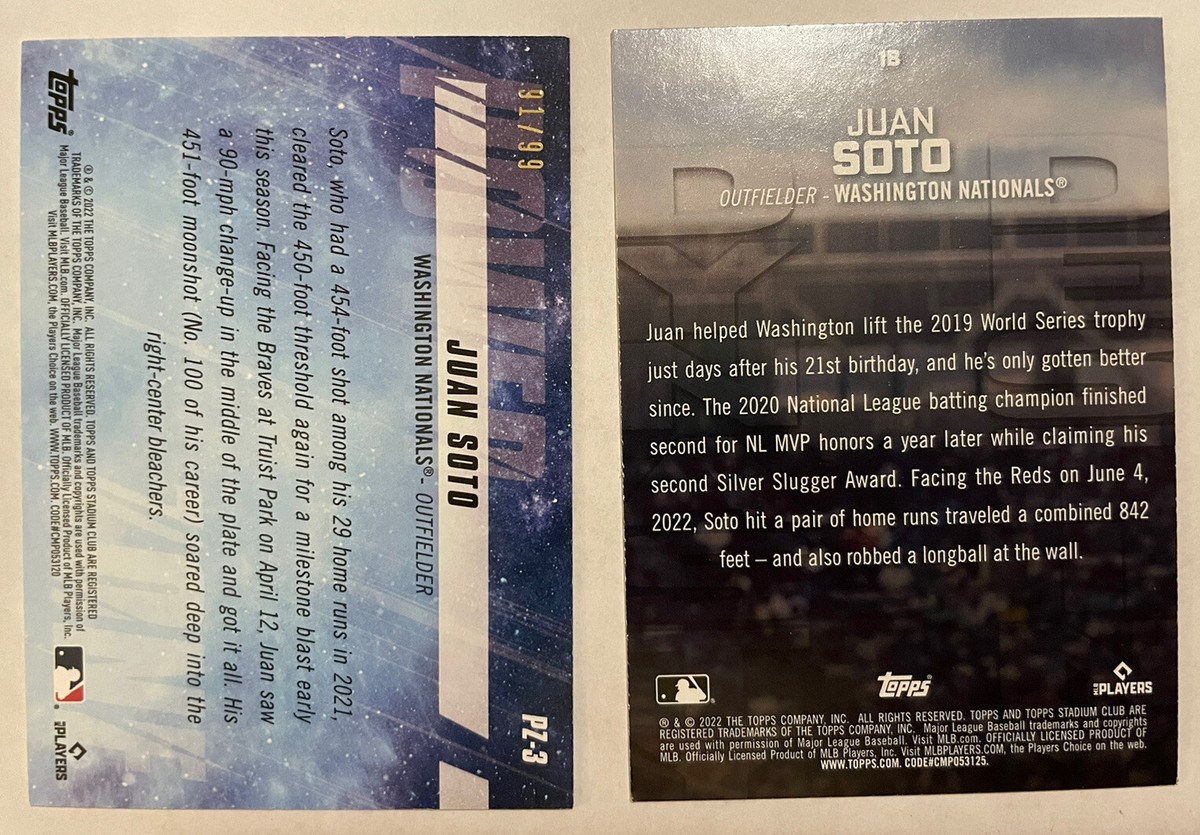 91/99
POWER
PZ-3
JUAN SOTO
WASHINGTON NATIONALS® - OUTFIELDER
Soto, who had a 454-foot shot among his 29 home runs in 2021,
cleared the 450-foot threshold again for a milestone blast early
this season. Facing the Braves at Truist Park on April 12, Juan saw
a 90-mph change-up in the middle of the plate and got it all. His
451-foot moonshot (No. 100 of his career) soared deep into the
right-center bleachers.
topps®
® & © 2022 THE TOPPS COMPANY, INC. ALL RIGHTS RESERVED. TOPPS AND TOPPS STADIUM CLUB ARE REGISTERED
TRADEMARKS OF THE TOPPS COMPANY, INC. Major League Baseball trademarks and copyrights are used with permission of
Major League Baseball. Visit MLB.com. OFFICIALLY LICENSED PRODUCT OF MLB. Officially Licensed Product of MLB Players, Inc.
Visit MLBPLAYERS.COM, the Players Choice on the web. WWW.TOPPS.COM. CODE#CMP053120
MLB PLAYERS
1B
JUAN
SOTO
OUTFIELDER - WASHINGTON NATIONALS®
Juan helped Washington lift the 2019 World Series trophy
just days after his 21st birthday, and he's only gotten better
since. The 2020 National League batting champion finished
second for NL MVP honors a year later while claiming his
second Silver Slugger Award. Facing the Reds on June 4,
2022, Soto hit a pair of home runs traveled a combined 842
feet – and also robbed a longball at the wall.
topps®
MLB PLAYERS
® & © 2022 THE TOPPS COMPANY, INC. ALL RIGHTS RESERVED. TOPPS AND TOPPS STADIUM CLUB ARE
REGISTERED TRADEMARKS OF THE TOPPS COMPANY, INC. Major League Baseball trademarks and copyrights
are used with permission of Major League Baseball. Visit MLB.com. OFFICIALLY LICENSED PRODUCT OF
MLB. Officially Licensed Product of MLB Players, Inc. Visit MLBPLAYERS.COM, the Players Choice on the web.
WWW.TOPPS.COM. CODE#CMP053125.